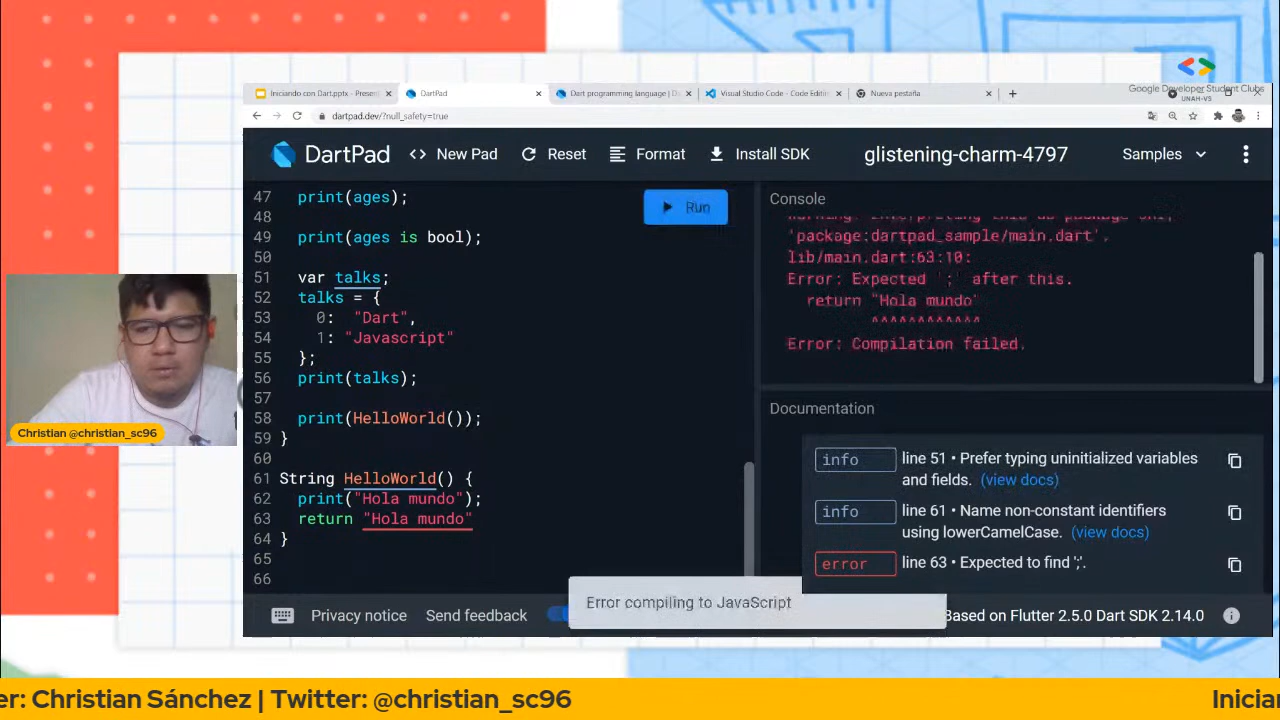 Iniciando con Dart.pptx - Present
DartPad
Dart programming language | D
Visual Studio Code - Code Editin
Nueva pestaña
Google Developer Student Clubs
UNAH-VS
dartpad.dev/?null_safety=true
DartPad
<> New Pad
Reset
Format
Install SDK
glistening-charm-4797
Samples
47 print(ages);
48
49 print(ages is bool);
50
51 var talks;
52 talks = {
53 0: "Dart",
54 1: "Javascript"
55 };
56 print(talks);
57
58 print(HelloWorld());
59 }
60
61 String HelloWorld() {
62 print("Hola mundo");
63 return "Hola mundo"
64 }
65
66
Run
Console
'package:dartpad_sample/main.dart',
lib/main.dart:63:10:
Error: Expected ';' after this.
return "Hola mundo"
^^^^^^^^^^^^
Error: Compilation failed.
Documentation
info line 51 • Prefer typing uninitialized variables
and fields. (view docs)
info line 61 • Name non-constant identifiers
using lowerCamelCase. (view docs)
error line 63 • Expected to find ';'.
Christian @christian_sc96
Privacy notice
Send feedback
Error compiling to JavaScript
Based on Flutter 2.5.0 Dart SDK 2.14.0
er: Christian Sánchez | Twitter: @christian_sc96
Inicia